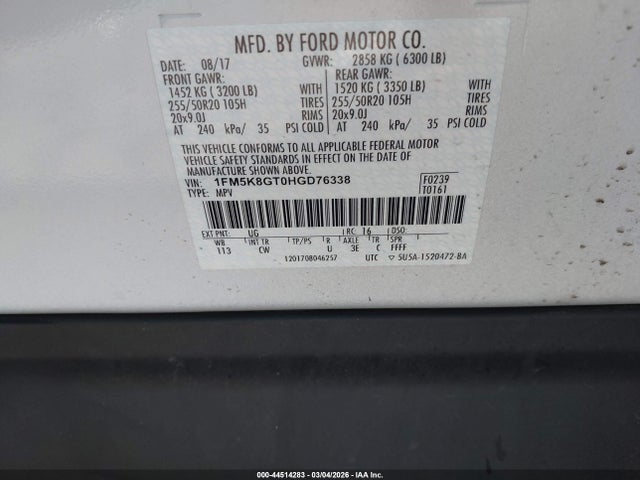 MFD. BY FORD MOTOR CO.
DATE: 08/17 GVWR: 2858 KG ( 6300 LB)
FRONT GAWR: REAR GAWR:
1452 KG ( 3200 LB) WITH 1520 KG ( 3350 LB) WITH
255/50R20 105H TIRES 255/50R20 105H TIRES
20x9.0J RIMS 20x9.0J RIMS
AT 240 kPa/ 35 PSI COLD AT 240 kPa/ 35 PSI COLD
THIS VEHICLE CONFORMS TO ALL APPLICABLE FEDERAL MOTOR
VEHICLE SAFETY STANDARDS IN EFFECT ON THE DATE OF
MANUFACTURE SHOWN ABOVE.
VIN: 1FM5K8GT0HGD76338 F0239
TYPE: MPV T0161
EXT PNT: UG RC: 16 DSO:
WB INT TR TP/PS R AXLE TR SPR
113 CW U 3E C FFFF
1201708046257 UTC ▽ 5U5A-1520472-BA
00-44514283 - 03/04/2026 - IAA Inc.